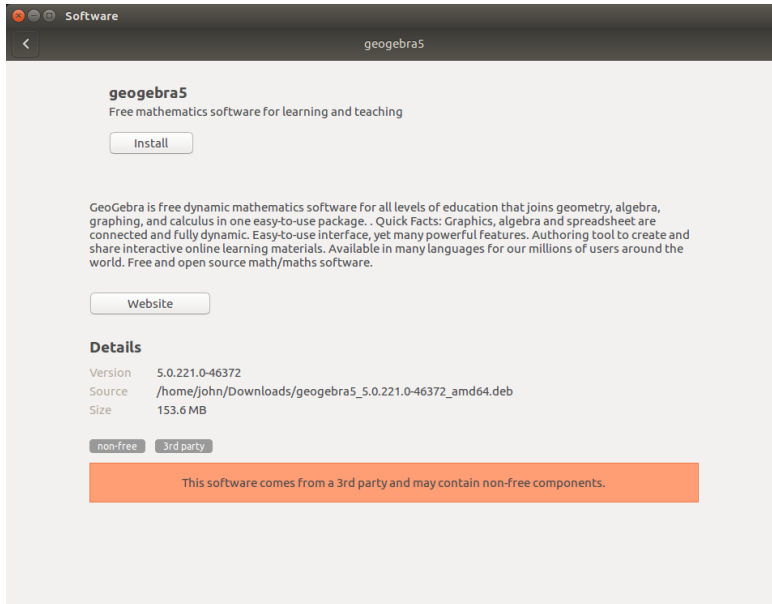 Software
geogebra5
geogebra5
Free mathematics software for learning and teaching
Install
GeoGebra is free dynamic mathematics software for all levels of education that joins geometry, algebra,
graphing, and calculus in one easy-to-use package. . Quick Facts: Graphics, algebra and spreadsheet are
connected and fully dynamic. Easy-to-use interface, yet many powerful features. Authoring tool to create and
share interactive online learning materials. Available in many languages for our millions of users around the
world. Free and open source math/maths software.
Website
Details
Version 5.0.221.0-46372
Source /home/john/Downloads/geogebra5_5.0.221.0-46372_amd64.deb
Size 153.6 MB
non-free 3rd party
This software comes from a 3rd party and may contain non-free components.